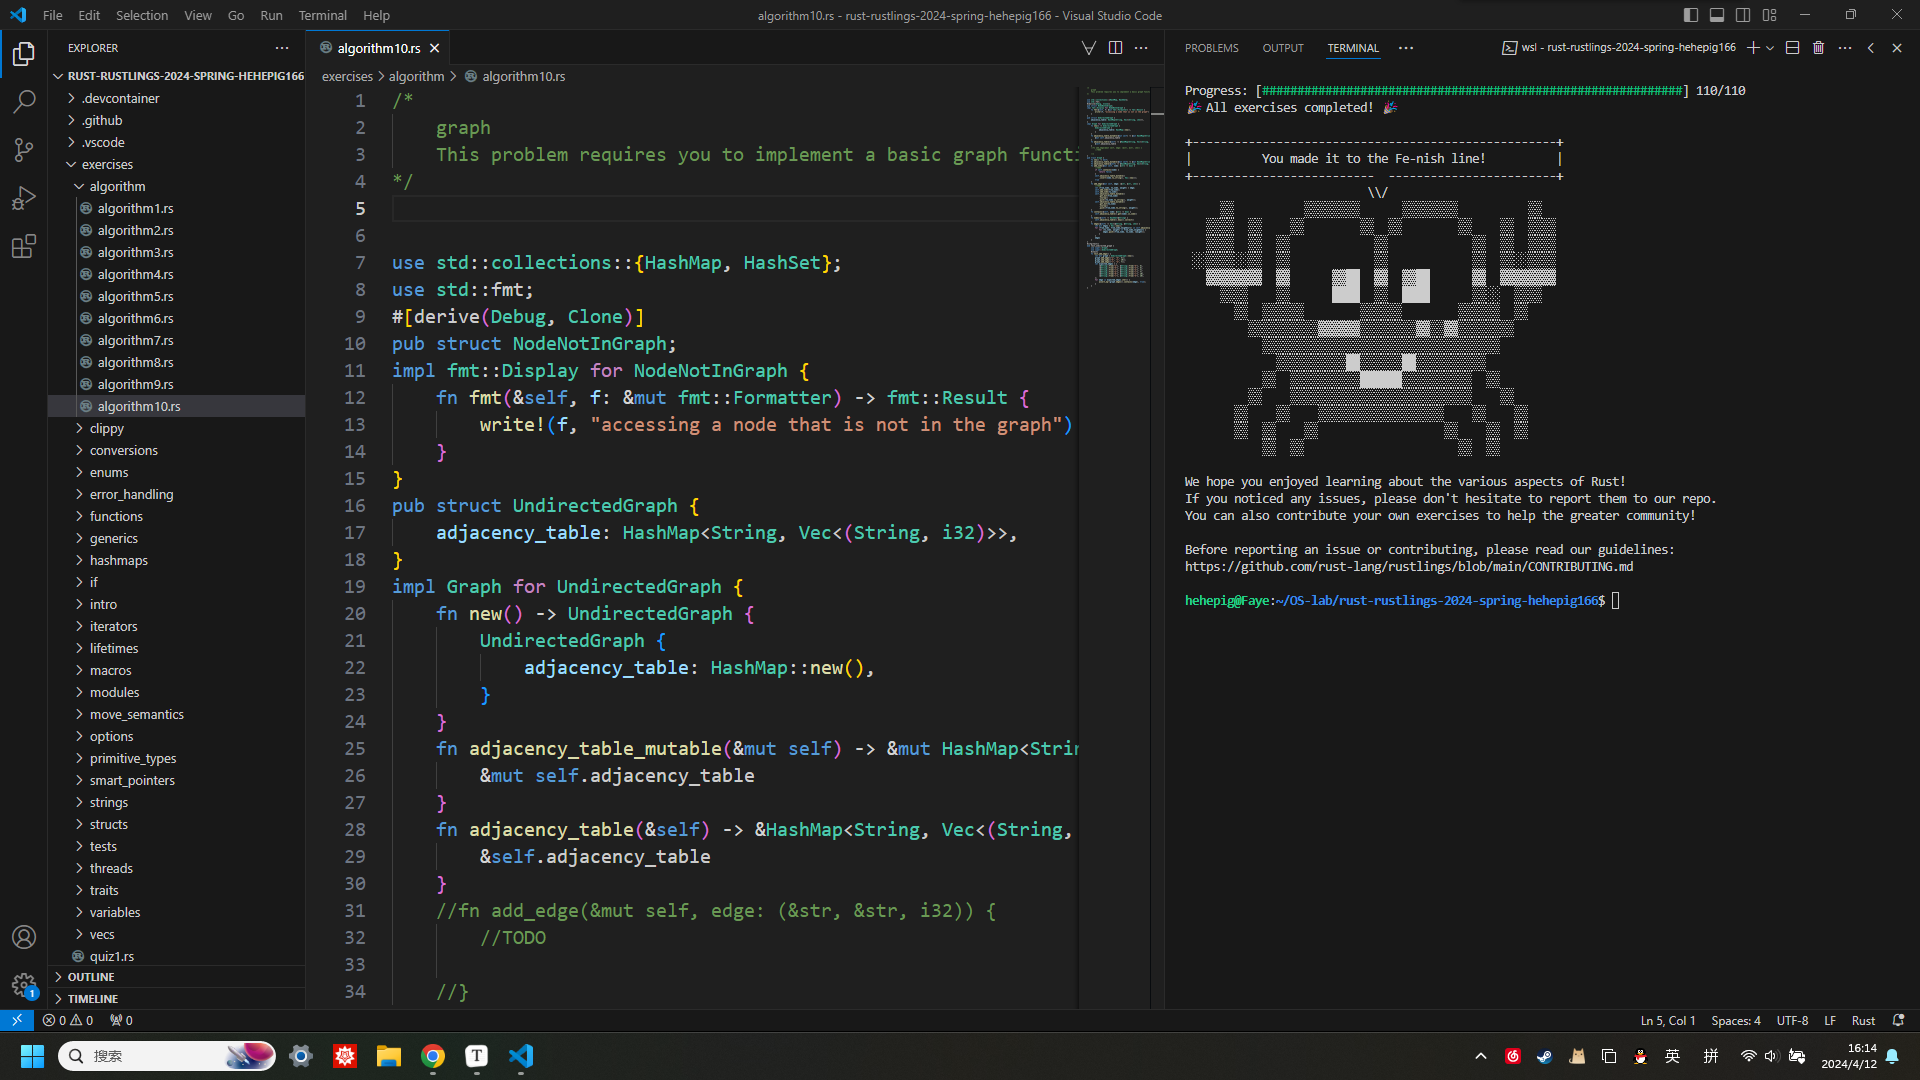 File Edit Selection View Go Run Terminal Help
algorithm10.rs - rust-rustlings-2024-spring-hehepig166 - Visual Studio Code
EXPLORER
RUST-RUSTLINGS-2024-SPRING-HEHEPIG166
.devcontainer
.github
.vscode
exercises
algorithm
algorithm1.rs
algorithm2.rs
algorithm3.rs
algorithm4.rs
algorithm5.rs
algorithm6.rs
algorithm7.rs
algorithm8.rs
algorithm9.rs
algorithm10.rs
clippy
conversions
enums
error_handling
functions
generics
hashmaps
if
intro
iterators
lifetimes
macros
modules
move_semantics
options
primitive_types
smart_pointers
strings
structs
tests
threads
traits
variables
vecs
quiz1.rs
OUTLINE
TIMELINE
algorithm10.rs
exercises > algorithm > algorithm10.rs
1 /*
2 graph
3 This problem requires you to implement a basic graph functi
4 */
5
6
7 use std::collections::{HashMap, HashSet};
8 use std::fmt;
9 #[derive(Debug, Clone)]
10 pub struct NodeNotInGraph;
11 impl fmt::Display for NodeNotInGraph {
12 fn fmt(&self, f: &mut fmt::Formatter) -> fmt::Result {
13 write!(f, "accessing a node that is not in the graph")
14 }
15 }
16 pub struct UndirectedGraph {
17 adjacency_table: HashMap<String, Vec<(String, i32)>>,
18 }
19 impl Graph for UndirectedGraph {
20 fn new() -> UndirectedGraph {
21 UndirectedGraph {
22 adjacency_table: HashMap::new(),
23 }
24 }
25 fn adjacency_table_mutable(&mut self) -> &mut HashMap<Strin
26 &mut self.adjacency_table
27 }
28 fn adjacency_table(&self) -> &HashMap<String, Vec<(String,
29 &self.adjacency_table
30 }
31 //fn add_edge(&mut self, edge: (&str, &str, i32)) {
32 //TODO
33
34 //}
PROBLEMS OUTPUT TERMINAL
wsl - rust-rustlings-2024-spring-hehepig166
Progress: [############################################################] 110/110
🎉 All exercises completed! 🎉
+----------------------------------------------------+
| You made it to the Fe-nish line! |
+-------------------------- ------------------------+
\\/
We hope you enjoyed learning about the various aspects of Rust!
If you noticed any issues, please don't hesitate to report them to our repo.
You can also contribute your own exercises to help the greater community!
Before reporting an issue or contributing, please read our guidelines:
https://github.com/rust-lang/rustlings/blob/main/CONTRIBUTING.md
hehepig@Faye:~/OS-lab/rust-rustlings-2024-spring-hehepig166$
0 0 0
Ln 5, Col 1 Spaces: 4 UTF-8 LF Rust
1
搜索
T
英 拼
16:14
2024/4/12